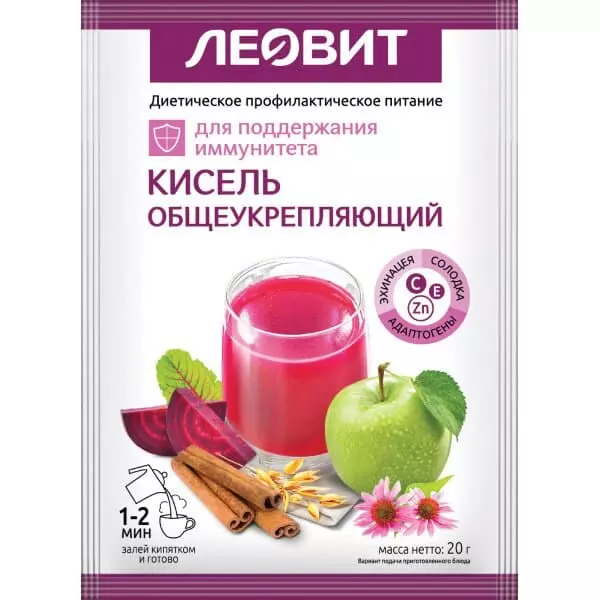 ЛЕОВИТ
Диетическое профилактическое питание
для поддержания
иммунитета
КИСЕЛЬ
ОБЩЕУКРЕПЛЯЮЩИЙ
ЭХИНАЦЕЯ СОЛОДКА
C E
Zn
АДАПТОГЕНЫ
1-2
МИН
залей кипятком
и готово
масса нетто: 20 г
Вариант подачи приготовленного блюда